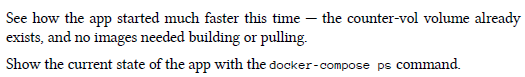 See how the app started much faster this time — the counter-vol volume already
exists, and no images needed building or pulling.
Show the current state of the app with the docker-compose ps command.